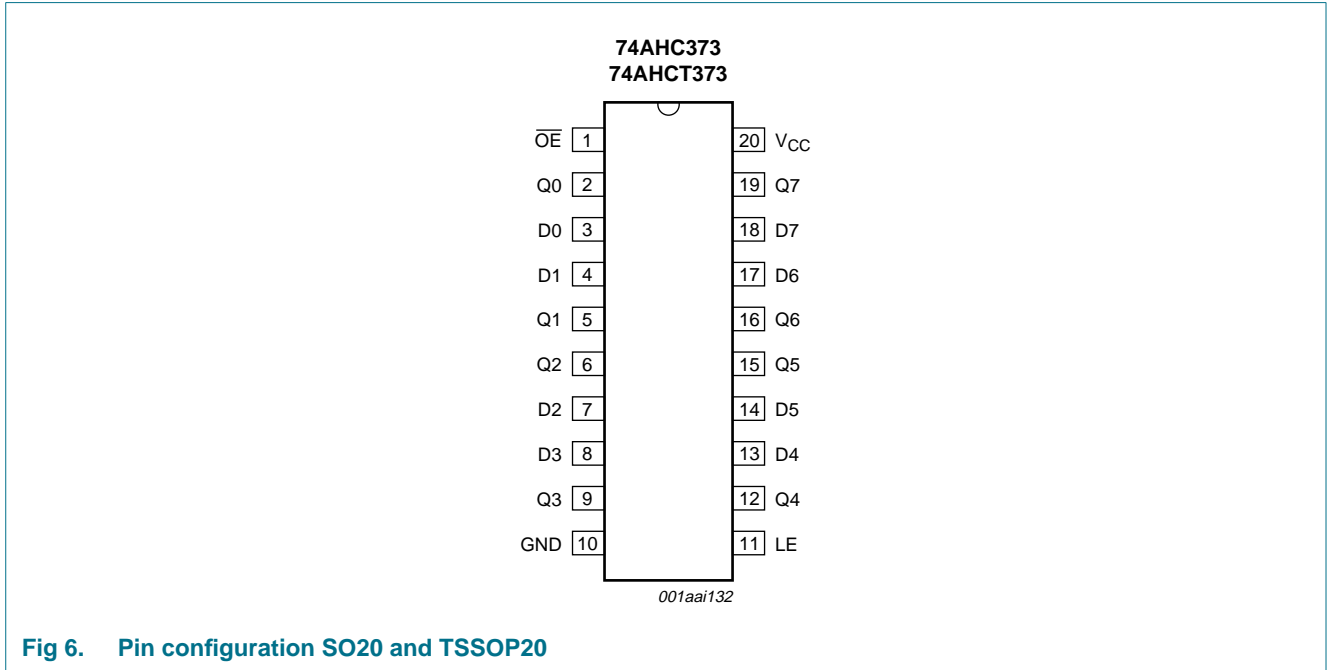 74AHC373
74AHCT373
O̅E̅ 1 20 VCC
Q0 2 19 Q7
D0 3 18 D7
D1 4 17 D6
Q1 5 16 Q6
Q2 6 15 Q5
D2 7 14 D5
D3 8 13 D4
Q3 9 12 Q4
GND 10 11 LE
001aai132
Fig 6. Pin configuration SO20 and TSSOP20